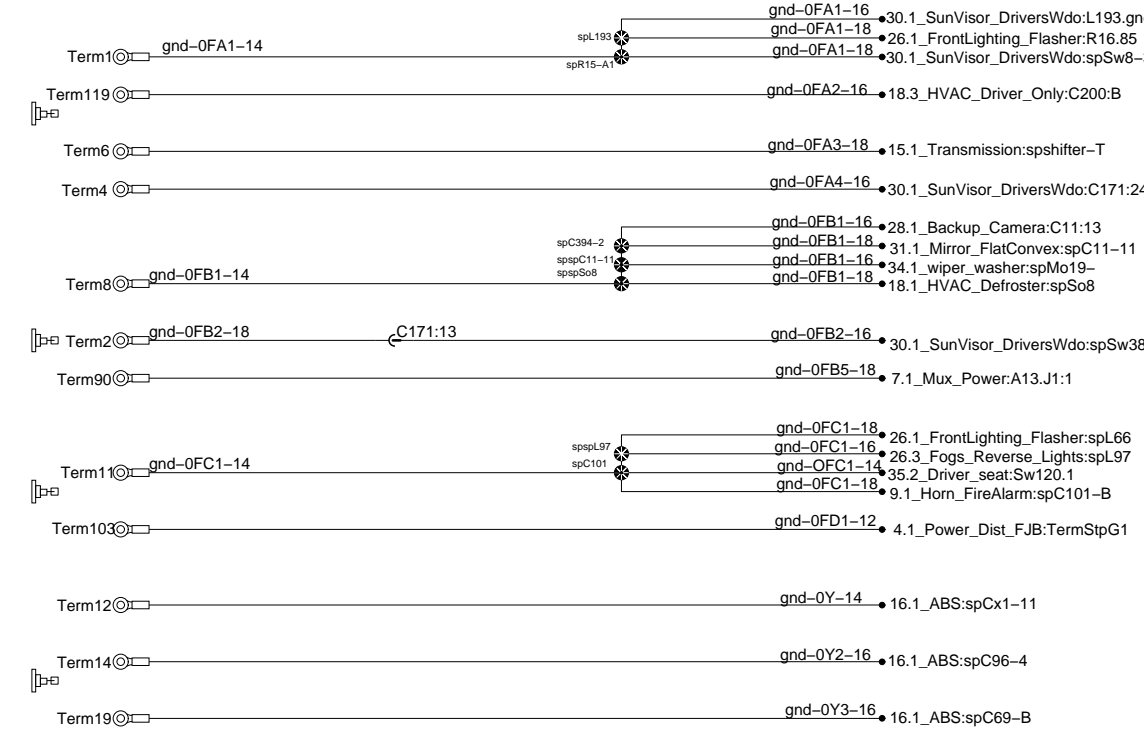 gnd–0FA1–16
30.1_SunVisor_DriversWdo:L193.gn
spL193
gnd–0FA1–18
26.1_FrontLighting_Flasher:R16.85
Term1
gnd–0FA1–14
spR15–A1
gnd–0FA1–18
30.1_SunVisor_DriversWdo:spSw8–
Term119
gnd–0FA2–16
18.3_HVAC_Driver_Only:C200:B
Term6
gnd–0FA3–18
15.1_Transmission:spshifter–T
Term4
gnd–0FA4–16
30.1_SunVisor_DriversWdo:C171:24
gnd–0FB1–16
28.1_Backup_Camera:C11:13
spC394–2
gnd–0FB1–18
31.1_Mirror_FlatConvex:spC11–11
spspC11–11
gnd–0FB1–16
34.1_wiper_washer:spMo19–
Term8
gnd–0FB1–14
spspSo8
gnd–0FB1–18
18.1_HVAC_Defroster:spSo8
Term2
gnd–0FB2–18
C171:13
gnd–0FB2–16
30.1_SunVisor_DriversWdo:spSw38
Term90
gnd–0FB5–18
7.1_Mux_Power:A13.J1:1
gnd–0FC1–18
26.1_FrontLighting_Flasher:spL66
spspL97
gnd–0FC1–16
26.3_Fogs_Reverse_Lights:spL97
Term11
gnd–0FC1–14
spC101
gnd–OFC1–14
35.2_Driver_seat:Sw120.1
gnd–0FC1–18
9.1_Horn_FireAlarm:spC101–B
Term103
gnd–0FD1–12
4.1_Power_Dist_FJB:TermStpG1
Term12
gnd–0Y–14
16.1_ABS:spCx1–11
Term14
gnd–0Y2–16
16.1_ABS:spC96–4
Term19
gnd–0Y3–16
16.1_ABS:spC69–B